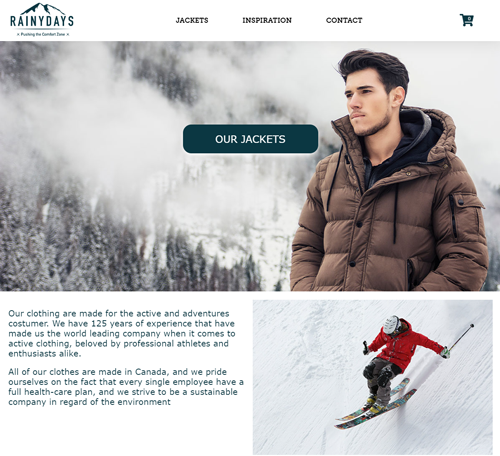 RAINYDAYS
Pushing the Comfort Zone
JACKETS
INSPIRATION
CONTACT
0
OUR JACKETS
Our clothing are made for the active and adventures
costumer. We have 125 years of experience that have
made us the world leading company when it comes to
active clothing, beloved by professional athletes and
enthusiasts alike.
All of our clothes are made in Canada, and we pride
ourselves on the fact that every single employee have a
full health-care plan, and we strive to be a sustainable
company in regard of the environment